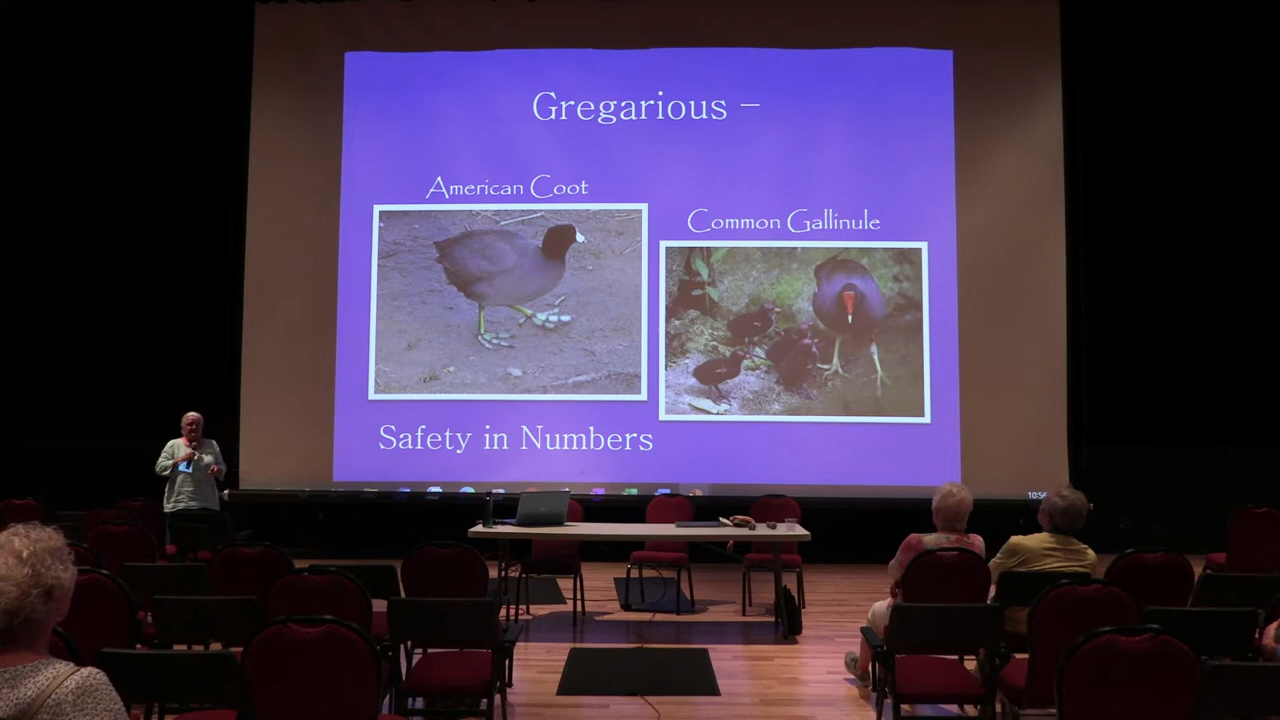 Gregarious –
American Coot
Common Gallinule
Safety in Numbers